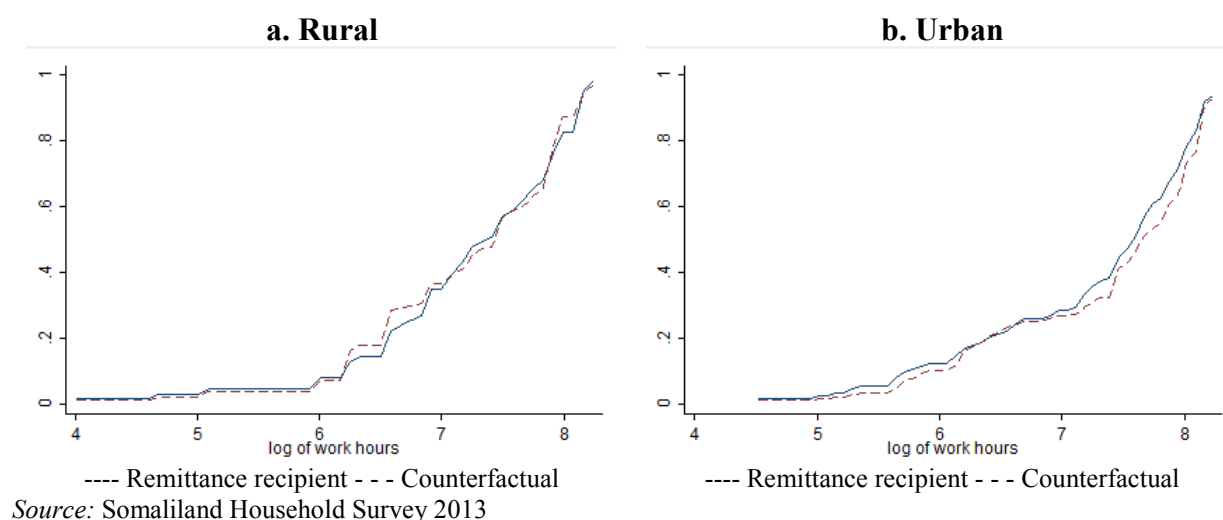 a. Rural
b. Urban
1
.8
.6
.4
.2
0
4 5 6 7 8
log of work hours
1
.8
.6
.4
.2
0
4 5 6 7 8
log of work hours
---- Remittance recipient - - - Counterfactual
---- Remittance recipient - - - Counterfactual
Source: Somaliland Household Survey 2013